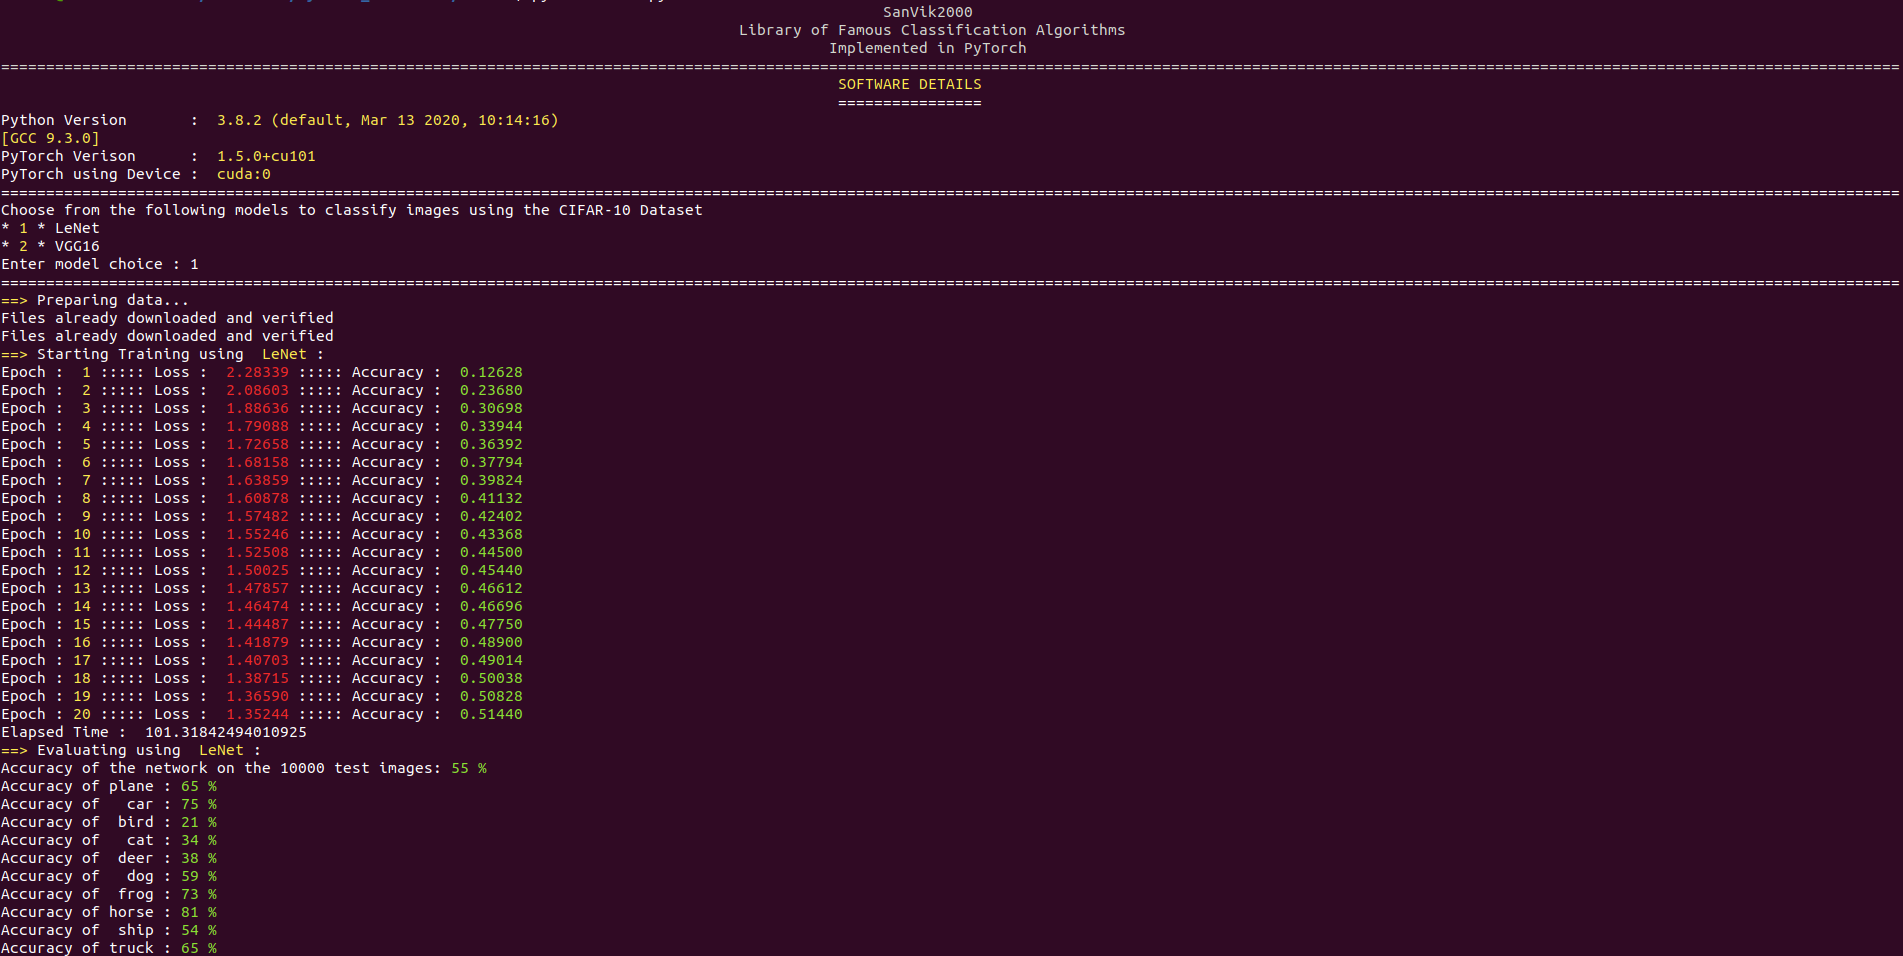 SanVik2000
Library of Famous Classification Algorithms
Implemented in PyTorch
===================================================================================================================================================================================================================
SOFTWARE DETAILS
================
Python Version       :  3.8.2 (default, Mar 13 2020, 10:14:16)
[GCC 9.3.0]
PyTorch Verison      :  1.5.0+cu101
PyTorch using Device :  cuda:0
===================================================================================================================================================================================================================
Choose from the following models to classify images using the CIFAR-10 Dataset
* 1 * LeNet
* 2 * VGG16
Enter model choice : 1
===================================================================================================================================================================================================================
==> Preparing data...
Files already downloaded and verified
Files already downloaded and verified
==> Starting Training using  LeNet :
Epoch :  1 ::::: Loss :  2.28339 ::::: Accuracy :  0.12628
Epoch :  2 ::::: Loss :  2.08603 ::::: Accuracy :  0.23680
Epoch :  3 ::::: Loss :  1.88636 ::::: Accuracy :  0.30698
Epoch :  4 ::::: Loss :  1.79088 ::::: Accuracy :  0.33944
Epoch :  5 ::::: Loss :  1.72658 ::::: Accuracy :  0.36392
Epoch :  6 ::::: Loss :  1.68158 ::::: Accuracy :  0.37794
Epoch :  7 ::::: Loss :  1.63859 ::::: Accuracy :  0.39824
Epoch :  8 ::::: Loss :  1.60878 ::::: Accuracy :  0.41132
Epoch :  9 ::::: Loss :  1.57482 ::::: Accuracy :  0.42402
Epoch : 10 ::::: Loss :  1.55246 ::::: Accuracy :  0.43368
Epoch : 11 ::::: Loss :  1.52508 ::::: Accuracy :  0.44500
Epoch : 12 ::::: Loss :  1.50025 ::::: Accuracy :  0.45440
Epoch : 13 ::::: Loss :  1.47857 ::::: Accuracy :  0.46612
Epoch : 14 ::::: Loss :  1.46474 ::::: Accuracy :  0.46696
Epoch : 15 ::::: Loss :  1.44487 ::::: Accuracy :  0.47750
Epoch : 16 ::::: Loss :  1.41879 ::::: Accuracy :  0.48900
Epoch : 17 ::::: Loss :  1.40703 ::::: Accuracy :  0.49014
Epoch : 18 ::::: Loss :  1.38715 ::::: Accuracy :  0.50038
Epoch : 19 ::::: Loss :  1.36590 ::::: Accuracy :  0.50828
Epoch : 20 ::::: Loss :  1.35244 ::::: Accuracy :  0.51440
Elapsed Time :  101.31842494010925
==> Evaluating using  LeNet :
Accuracy of the network on the 10000 test images: 55 %
Accuracy of plane : 65 %
Accuracy of   car : 75 %
Accuracy of  bird : 21 %
Accuracy of   cat : 34 %
Accuracy of  deer : 38 %
Accuracy of   dog : 59 %
Accuracy of  frog : 73 %
Accuracy of horse : 81 %
Accuracy of  ship : 54 %
Accuracy of truck : 65 %